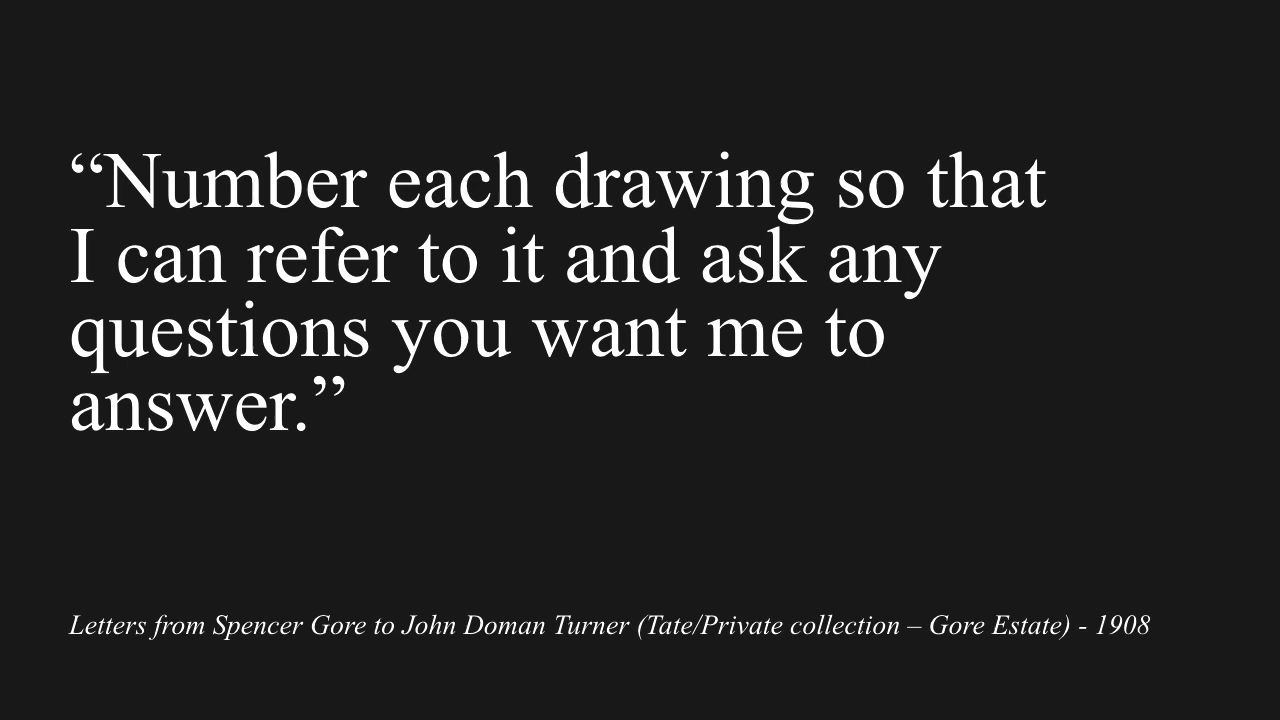 “Number each drawing so that
I can refer to it and ask any
questions you want me to
answer.”
Letters from Spencer Gore to John Doman Turner (Tate/Private collection – Gore Estate) - 1908